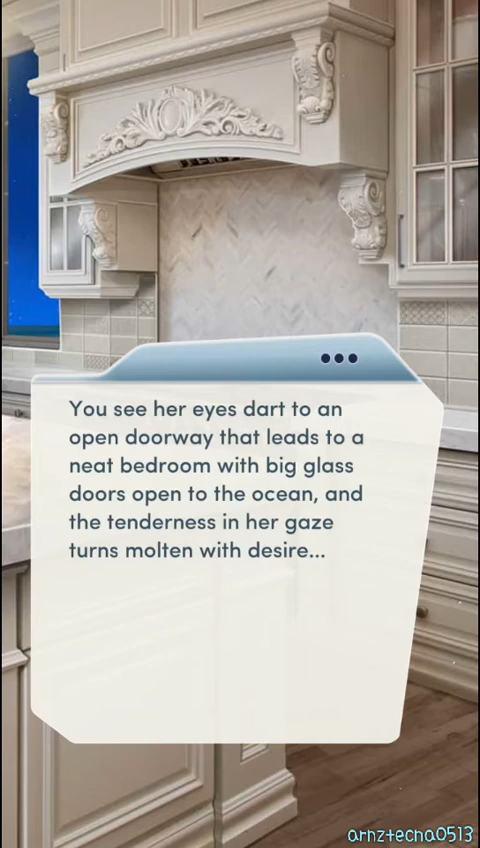 You see her eyes dart to an
open doorway that leads to a
neat bedroom with big glass
doors open to the ocean, and
the tenderness in her gaze
turns molten with desire...
arnztecna0513